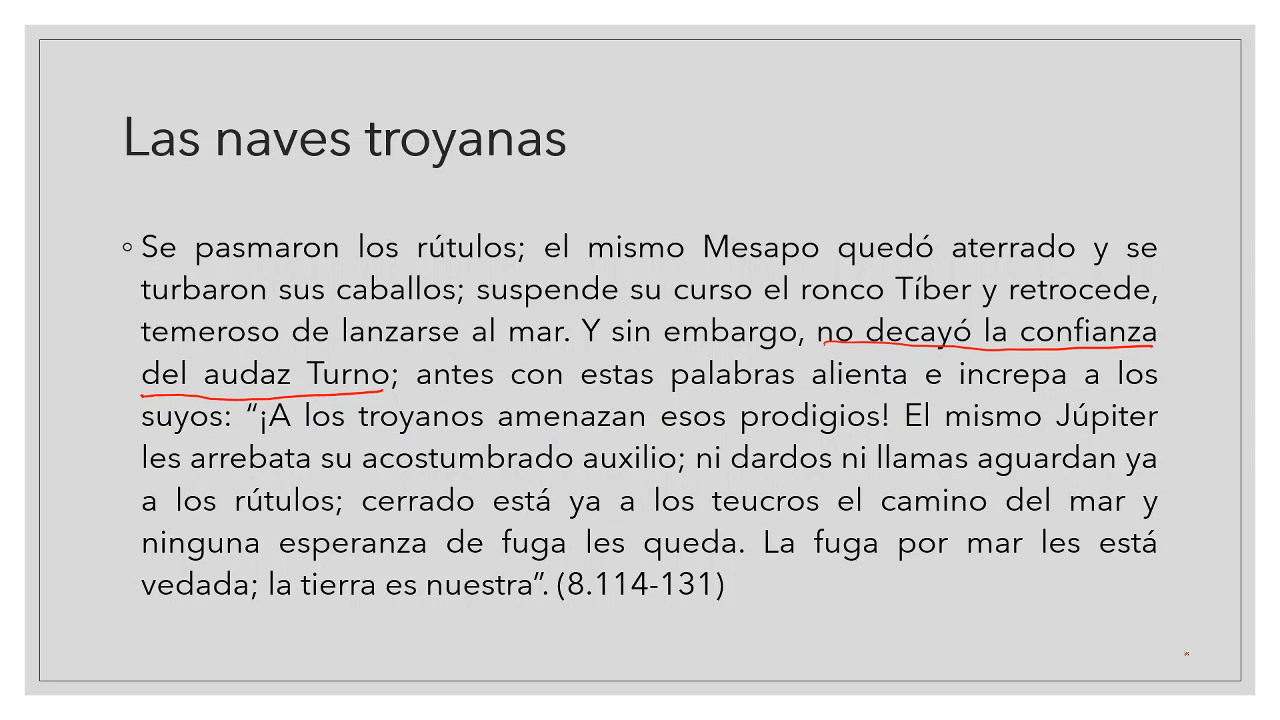 Las naves troyanas
◦ Se pasmaron los rútulos; el mismo Mesapo quedó aterrado y se
turbaron sus caballos; suspende su curso el ronco Tíber y retrocede,
temeroso de lanzarse al mar. Y sin embargo, no decayó la confianza
del audaz Turno; antes con estas palabras alienta e increpa a los
suyos: “¡A los troyanos amenazan esos prodigios! El mismo Júpiter
les arrebata su acostumbrado auxilio; ni dardos ni llamas aguardan ya
a los rútulos; cerrado está ya a los teucros el camino del mar y
ninguna esperanza de fuga les queda. La fuga por mar les está
vedada; la tierra es nuestra”. (8.114-131)